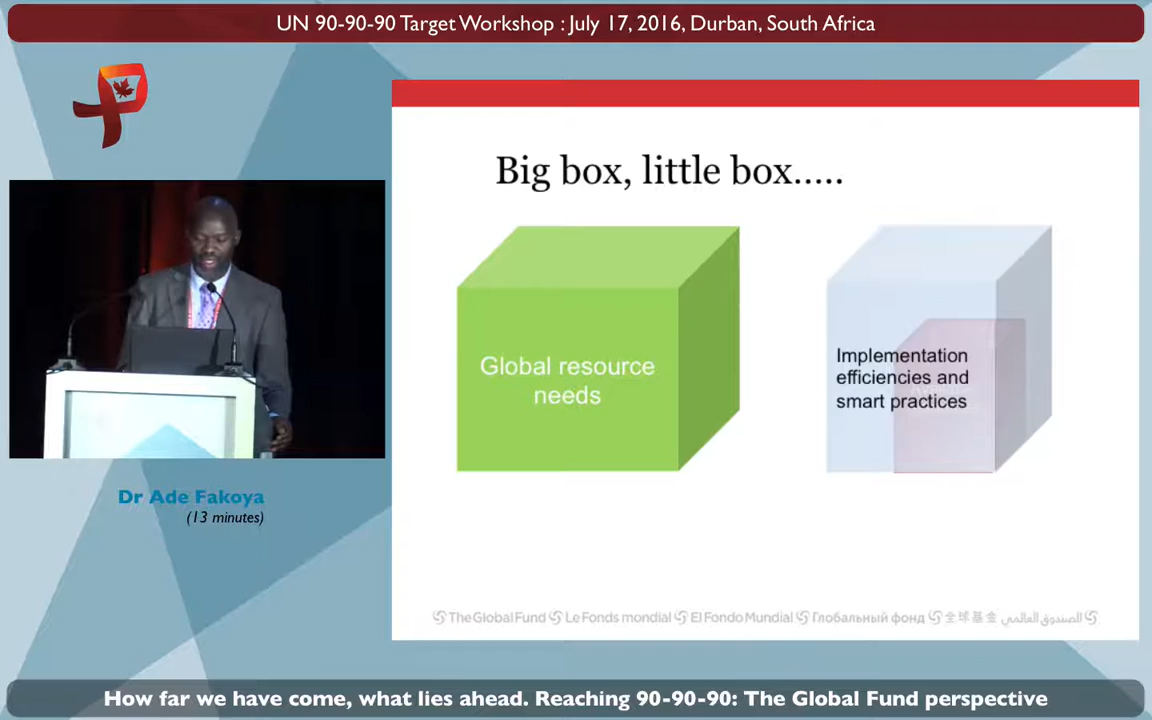 UN 90-90-90 Target Workshop : July 17, 2016, Durban, South Africa
Big box, little box.....
Global resource
needs
Implementation
efficiencies and
smart practices
Dr Ade Fakoya
(13 minutes)
The Global Fund Le Fonds mondial El Fondo Mundial Глобальный фонд 全球基金 الصندوق العالمي
How far we have come, what lies ahead. Reaching 90-90-90: The Global Fund perspective